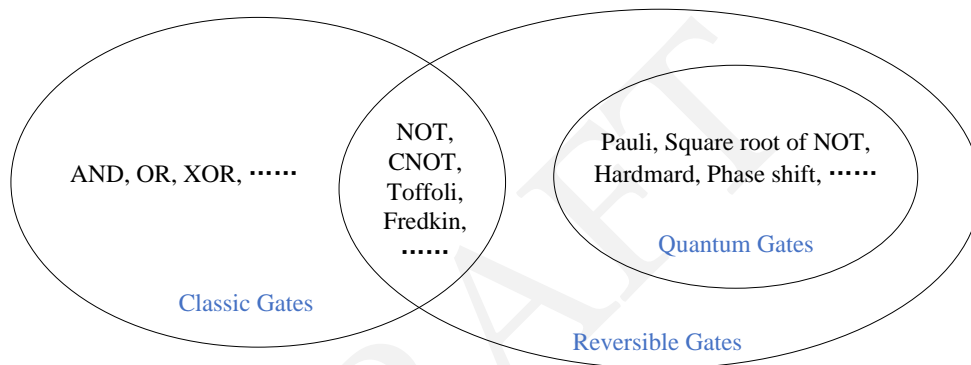 NOT,
CNOT,
Toffoli,
Fredkin,
......
AND, OR, XOR, ......
Pauli, Square root of NOT,
Hardmard, Phase shift, ......
Quantum Gates
Classic Gates
Reversible Gates
DRAFT